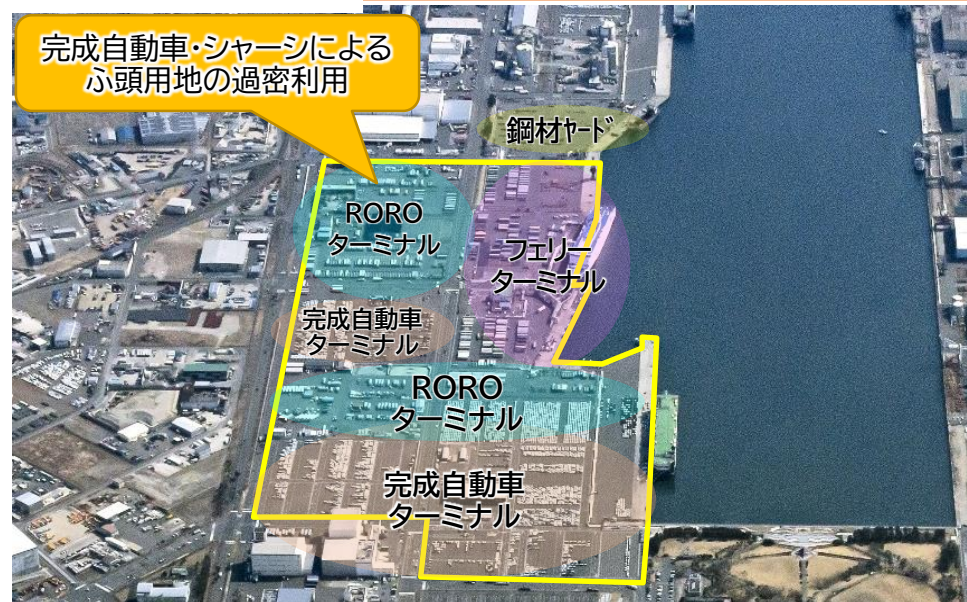 完成自動車・シャーシによる
ふ頭用地の過密利用
鋼材ﾔｰﾄﾞ
RORO
ターミナル
フェリー
ターミナル
完成自動車
ターミナル
RORO
ターミナル
完成自動車
ターミナル